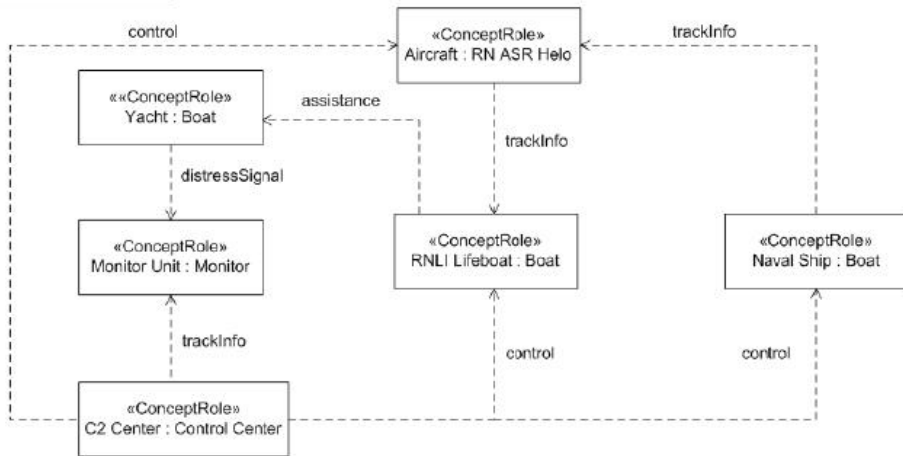 control
«ConceptRole»
Aircraft : RN ASR Helo
trackInfo
««ConceptRole»
Yacht : Boat
assistance
trackInfo
distressSignal
«ConceptRole»
Monitor Unit : Monitor
«ConceptRole»
RNLI Lifeboat : Boat
«ConceptRole»
Naval Ship : Boat
trackInfo
control
control
«ConceptRole»
C2 Center : Control Center